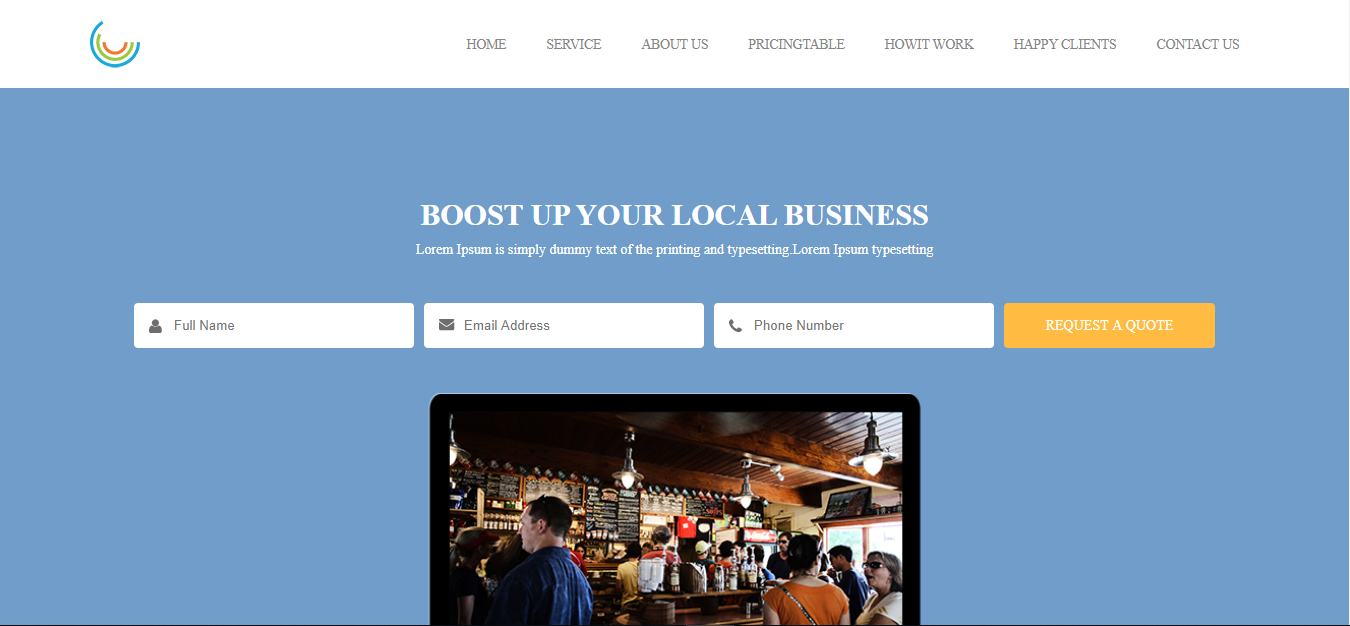 HOME SERVICE ABOUT US PRICINGTABLE HOWIT WORK HAPPY CLIENTS CONTACT US
BOOST UP YOUR LOCAL BUSINESS
Lorem Ipsum is simply dummy text of the printing and typesetting.Lorem Ipsum typesetting
Full Name Email Address Phone Number REQUEST A QUOTE